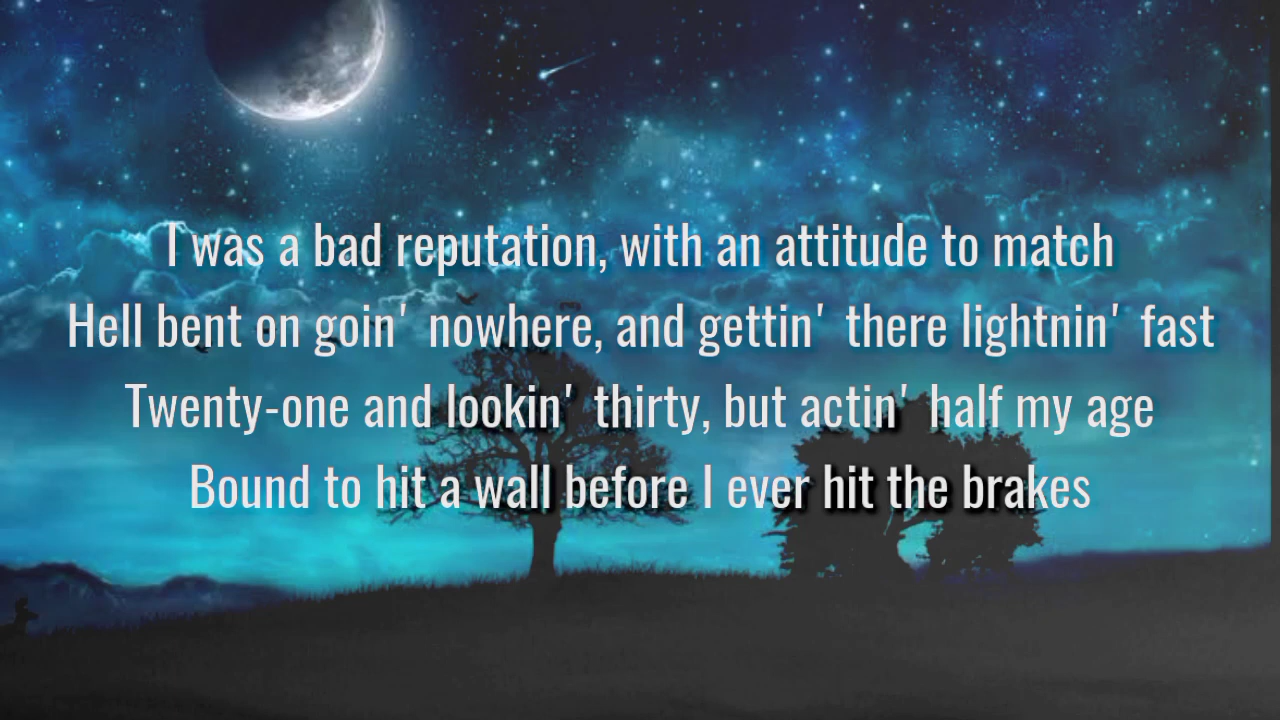 I was a bad reputation, with an attitude to match
Hell bent on goin' nowhere, and gettin' there lightnin' fast
Twenty-one and lookin' thirty, but actin' half my age
Bound to hit a wall before I ever hit the brakes